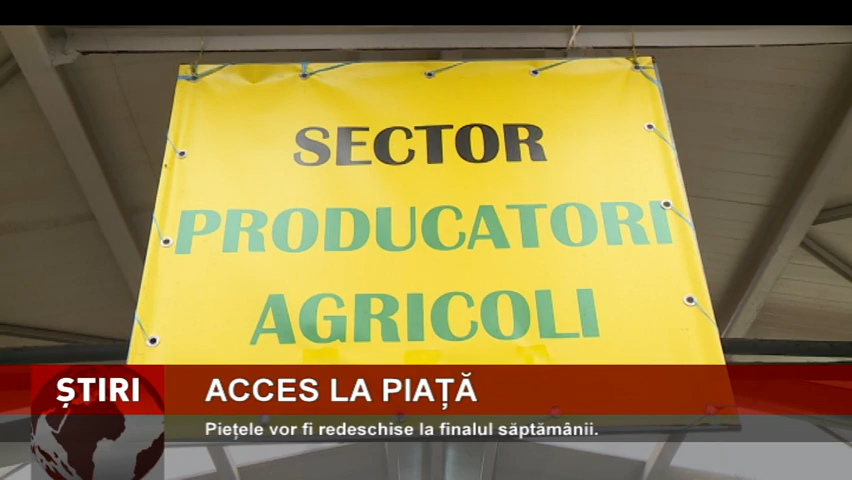 SECTOR
PRODUCATORI
AGRICOLI
ȘTIRI
ACCES LA PIAȚĂ
Piețele vor fi redeschise la finalul săptămânii.